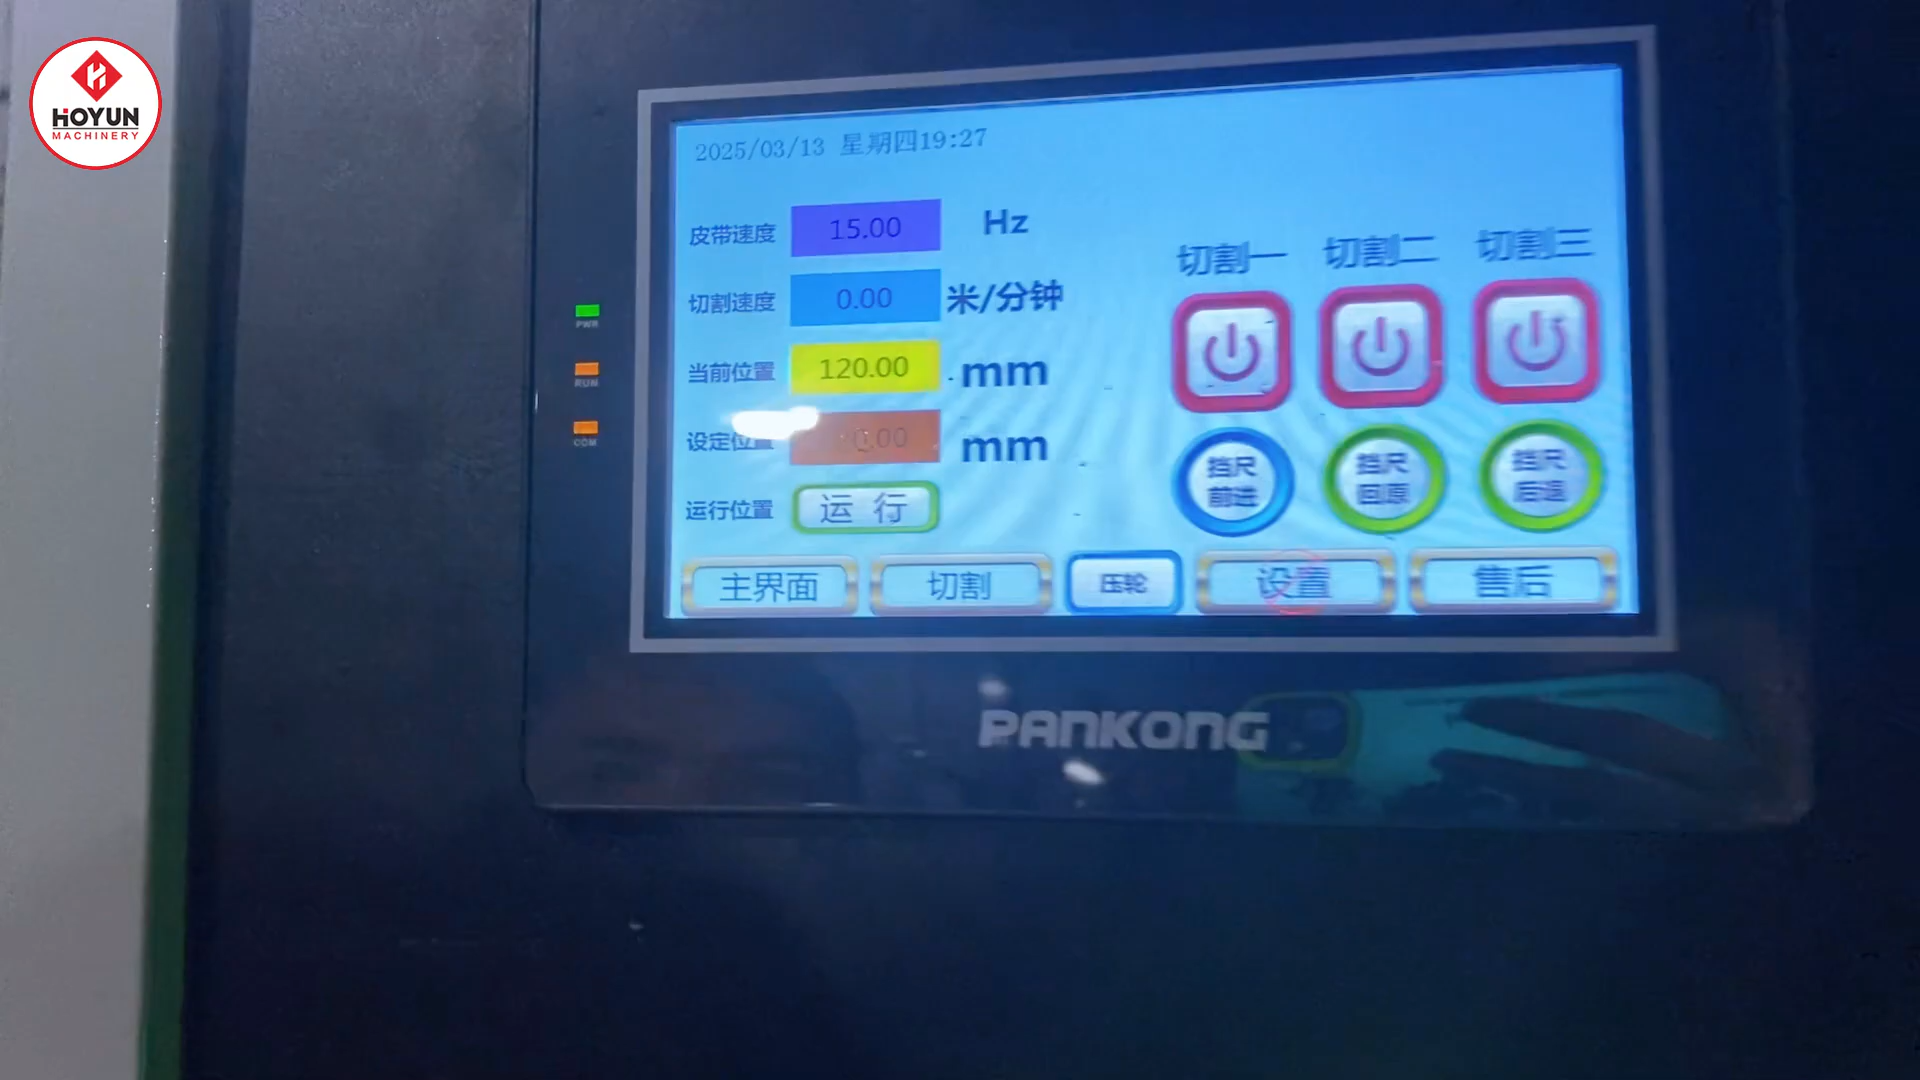 HOYUN
MACHINERY
2025/03/13 星期四19:27
皮带速度 15.00 Hz
切割速度 0.00 米/分钟
当前位置 120.00 mm
设定位置 0.00 mm
运行位置 运 行
切割一 切割二 切割三
挡尺
前进
挡尺
回原
挡尺
后退
主界面 切割 压轮 设置 售后
PWR
RUN
COM
PANKONG